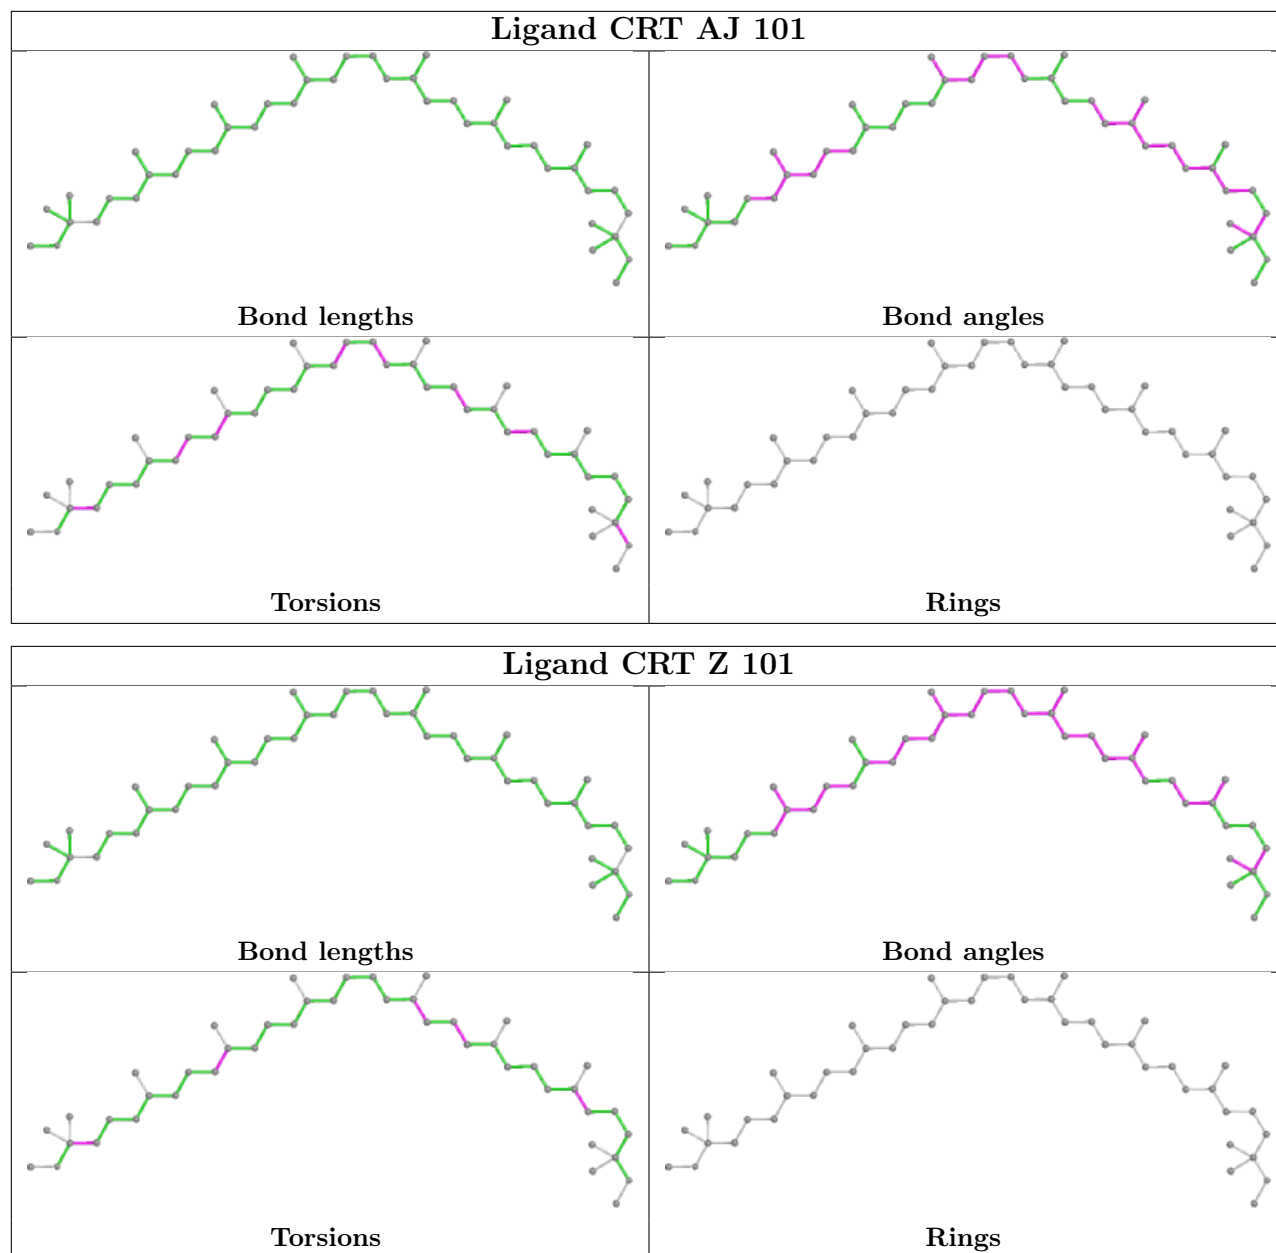 Ligand CRT AJ 101
Bond lengths
Bond angles
Torsions
Rings
Ligand CRT Z 101
Bond lengths
Bond angles
Torsions
Rings